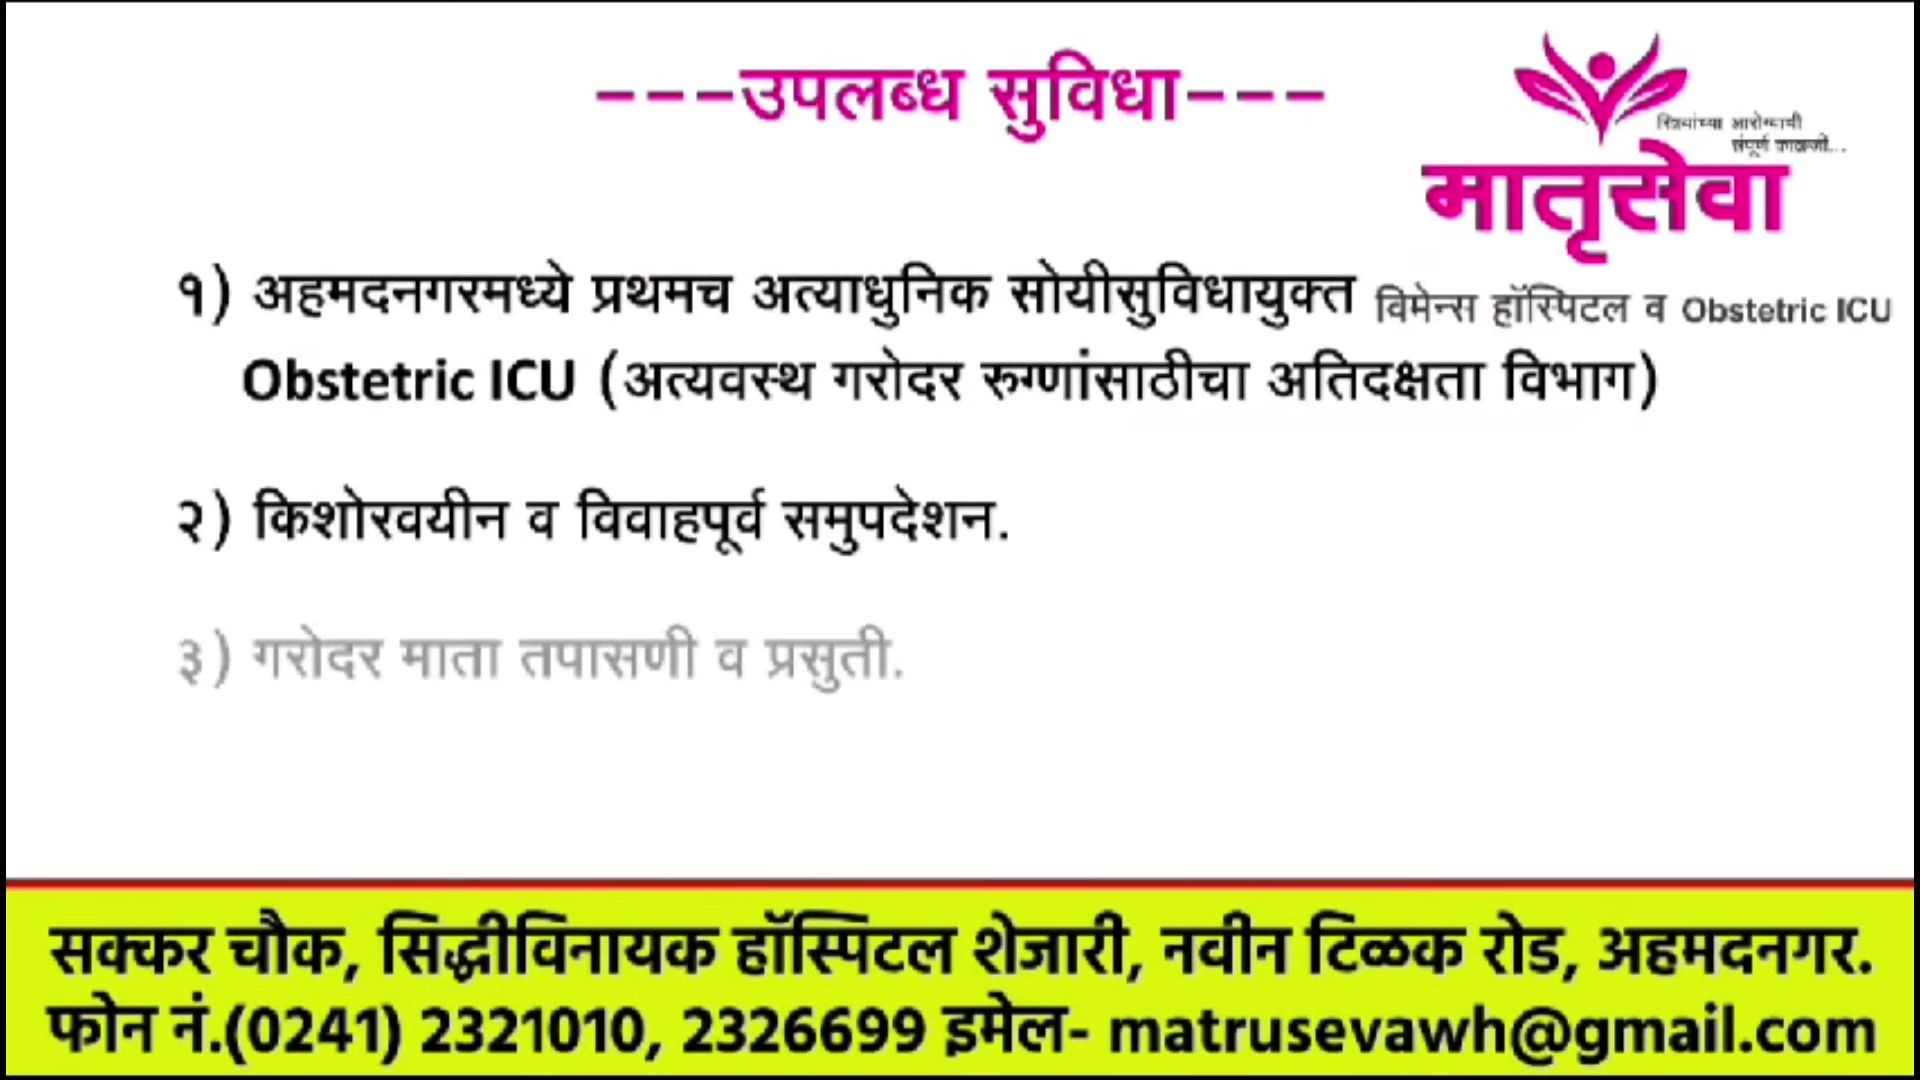 ---उपलब्ध सुविधा---
स्त्रियांच्या आरोग्याची
संपूर्ण काळजी...
मातृसेवा
विमेन्स हॉस्पिटल व Obstetric ICU
१) अहमदनगरमध्ये प्रथमच अत्याधुनिक सोयीसुविधायुक्त
Obstetric ICU (अत्यवस्थ गरोदर रुग्णांसाठीचा अतिदक्षता विभाग)
२) किशोरवयीन व विवाहपूर्व समुपदेशन.
३) गरोदर माता तपासणी व प्रसुती.
सक्कर चौक, सिद्धीविनायक हॉस्पिटल शेजारी, नवीन टिळक रोड, अहमदनगर.
फोन नं.(0241) 2321010, 2326699 इमेल- matrusevawh@gmail.com